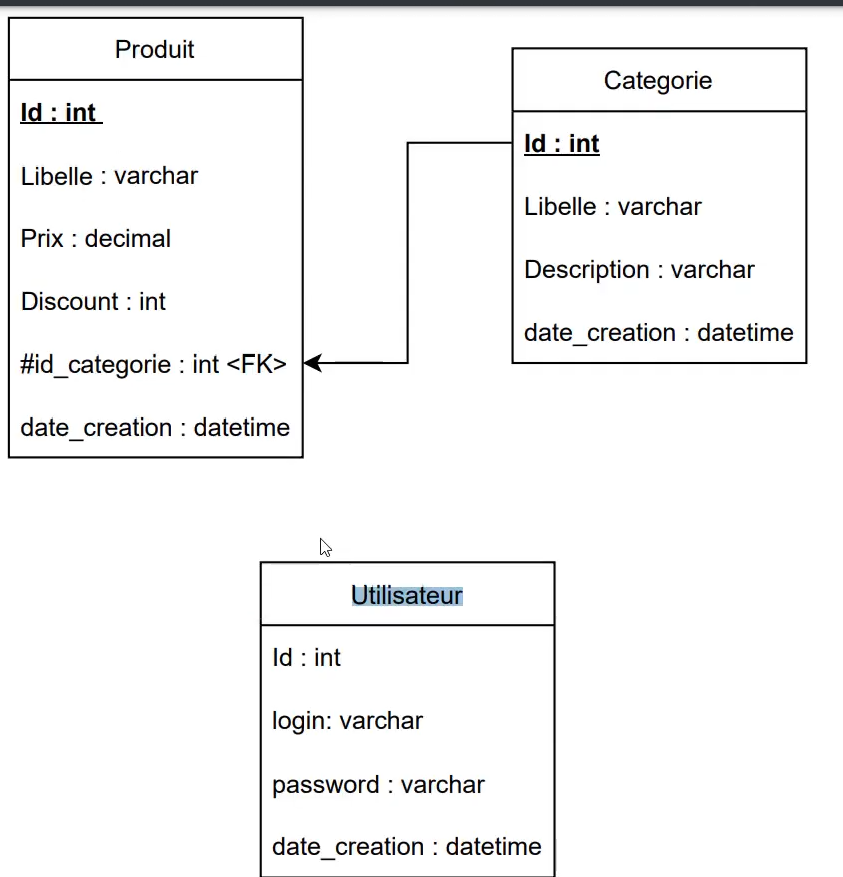 Produit
Id : int
Libelle : varchar
Prix : decimal
Discount : int
#id_categorie : int <FK>
date_creation : datetime
Categorie
Id : int
Libelle : varchar
Description : varchar
date_creation : datetime
Utilisateur
Id : int
login: varchar
password : varchar
date_creation : datetime